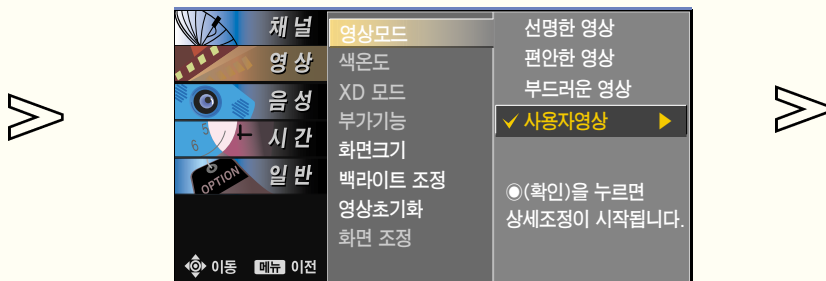 채널
영상
음성
시간
일반
OPTION
5
6
이동
메뉴 이전
영상모드
색온도
XD 모드
부가기능
화면크기
백라이트 조정
영상초기화
화면 조정
선명한 영상
편안한 영상
부드러운 영상
✓ 사용자영상 ▶
◉(확인)을 누르면
상세조정이 시작됩니다.